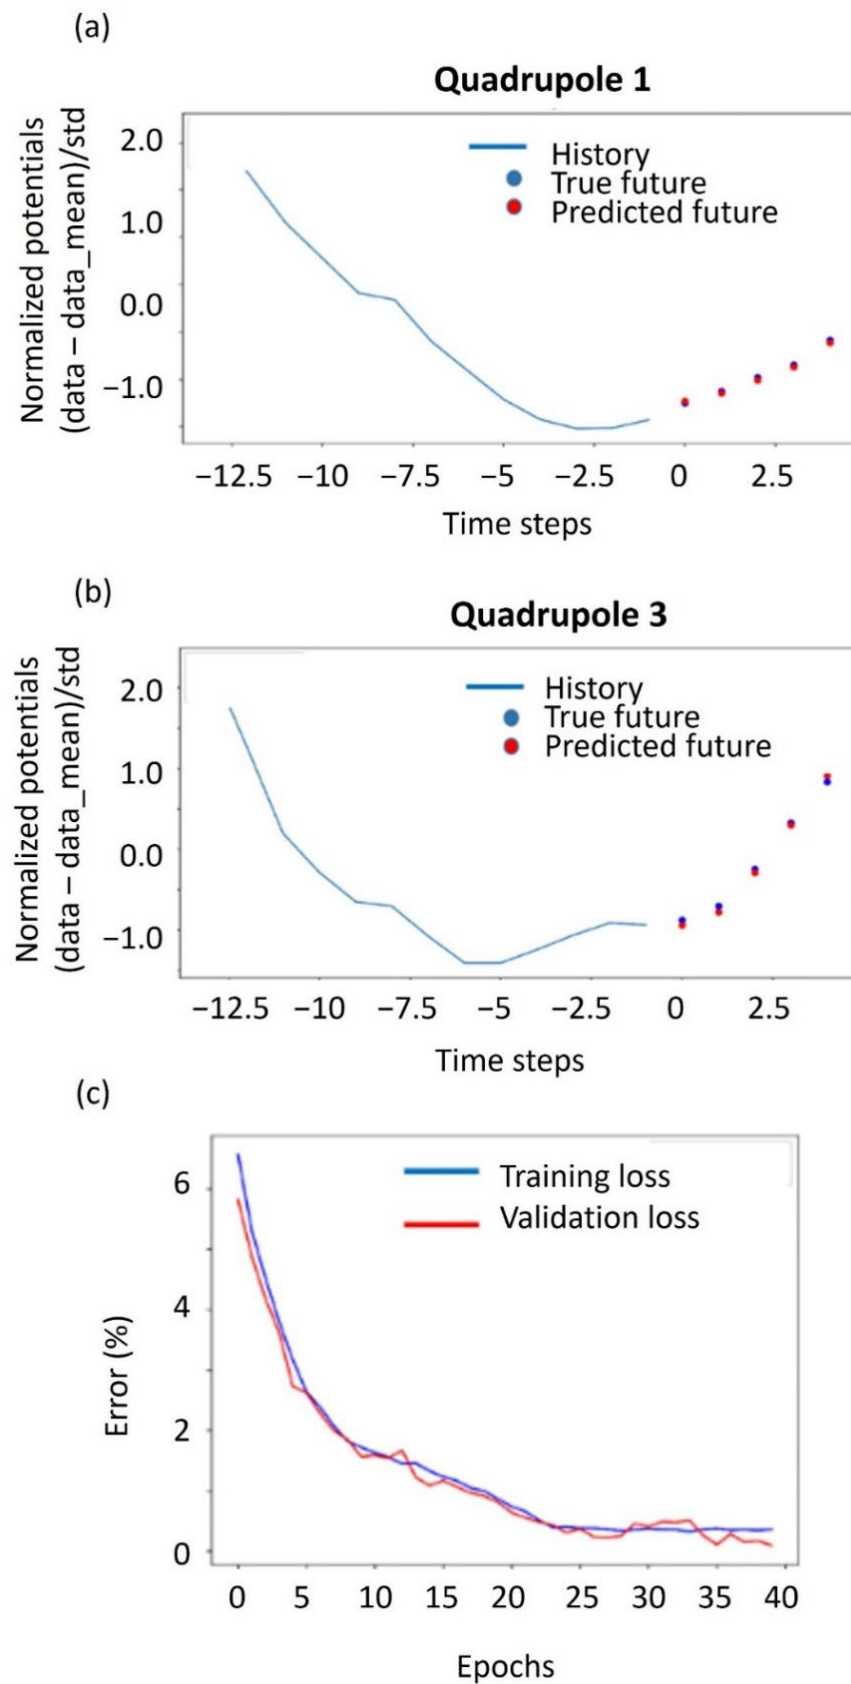 (a)
Quadrupole 1
Normalized potentials
(data – data_mean)/std
2.0
1.0
0.0
−1.0
History
True future
Predicted future
−12.5 −10 −7.5 −5 −2.5 0 2.5
Time steps
(b)
Quadrupole 3
Normalized potentials
(data – data_mean)/std
2.0
1.0
0.0
−1.0
History
True future
Predicted future
−12.5 −10 −7.5 −5 −2.5 0 2.5
Time steps
(c)
Error (%)
6
4
2
0
Training loss
Validation loss
0 5 10 15 20 25 30 35 40
Epochs